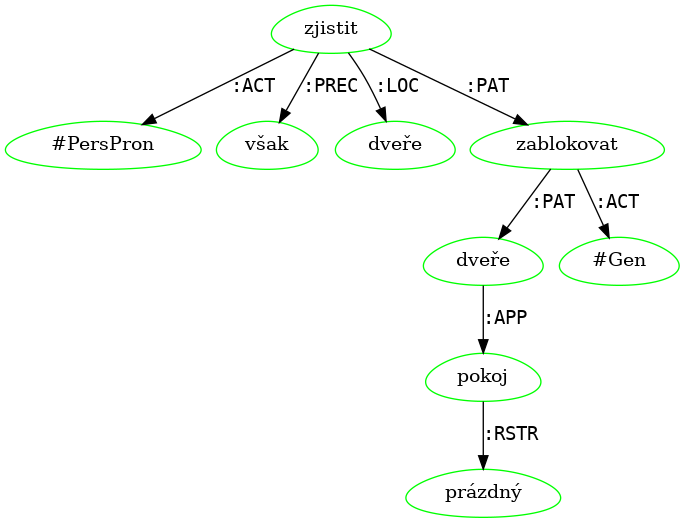 zjistit
:ACT :PREC :LOC :PAT
#PersPron však dveře zablokovat
:PAT :ACT
dveře #Gen
:APP
pokoj
:RSTR
prázdný